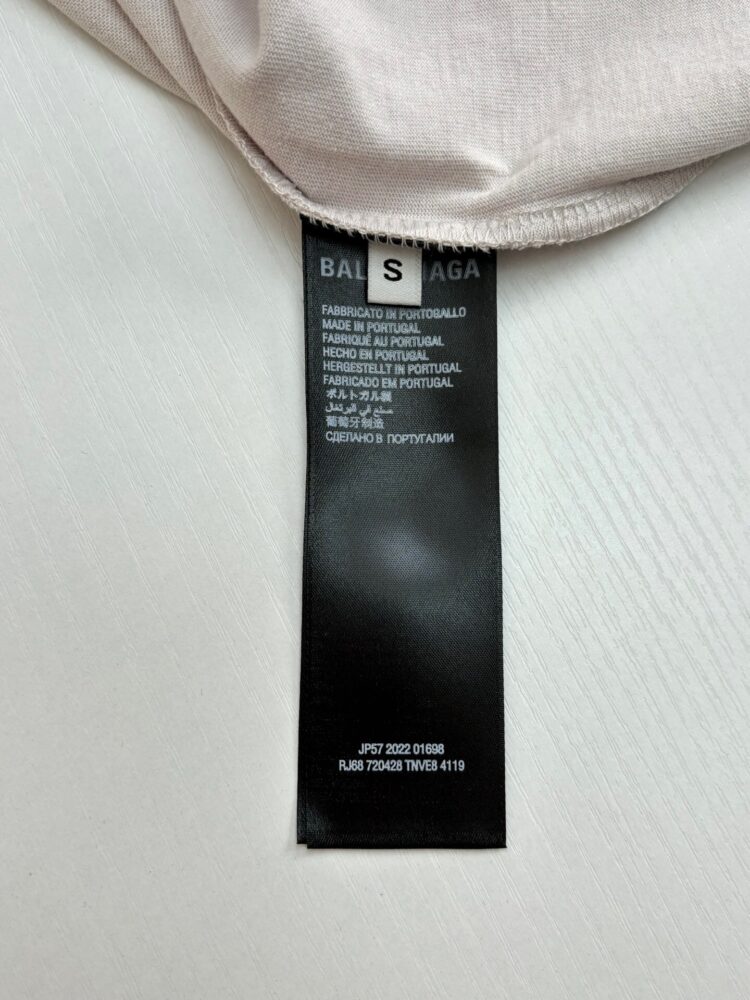 BAL S IAGA
FABBRICATO IN PORTOGALLO
MADE IN PORTUGAL
FABRIQUÉ AU PORTUGAL
HECHO EN PORTUGAL
HERGESTELLT IN PORTUGAL
FABRICADO EM PORTUGAL
ポルトガル製
صنع في البرتغال
葡萄牙制造
СДЕЛАНО В ПОРТУГАЛИИ
JP57 2022 01698
RJ68 720428 TNVE8 4119